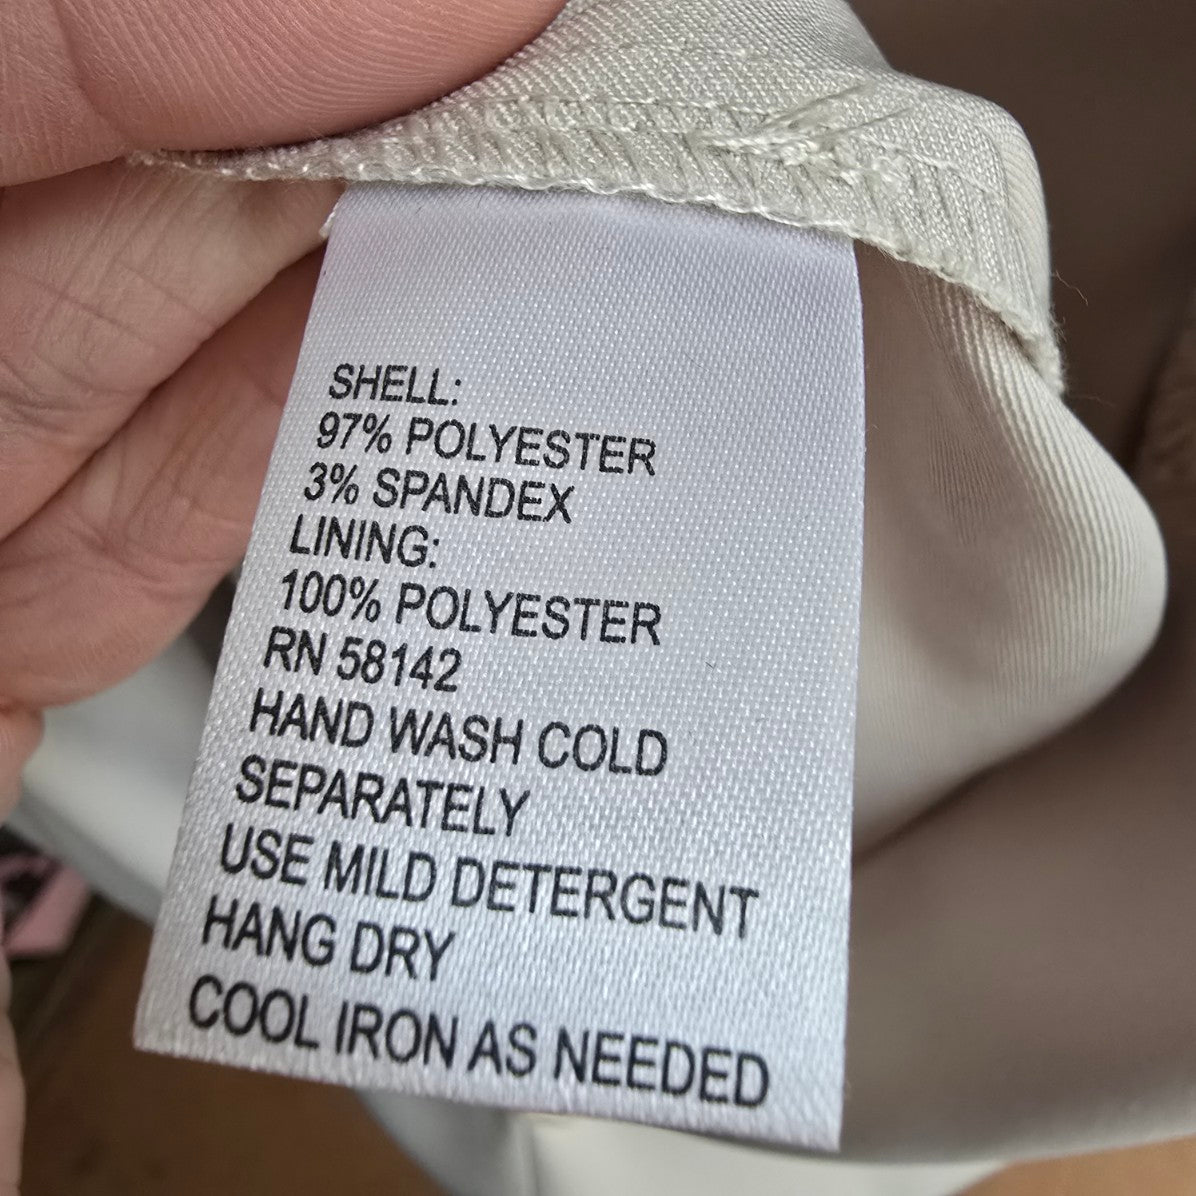 SHELL:
97% POLYESTER
3% SPANDEX
LINING:
100% POLYESTER
RN 58142
HAND WASH COLD
SEPARATELY
USE MILD DETERGENT
HANG DRY
COOL IRON AS NEEDED